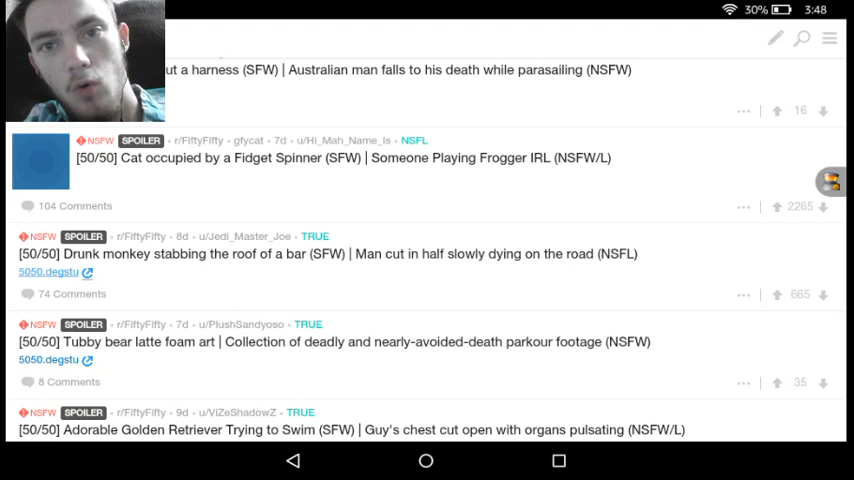 30% 3:48
ut a harness (SFW) | Australian man falls to his death while parasailing (NSFW)
16
NSFW SPOILER • r/FiftyFifty • gfycat • 7d • u/Hi_Mah_Name_Is • NSFL
[50/50] Cat occupied by a Fidget Spinner (SFW) | Someone Playing Frogger IRL (NSFW/L)
104 Comments 2265
NSFW SPOILER • r/FiftyFifty • 8d • u/Jedi_Master_Joe • TRUE
[50/50] Drunk monkey stabbing the roof of a bar (SFW) | Man cut in half slowly dying on the road (NSFL)
5050.degstu
74 Comments 665
NSFW SPOILER • r/FiftyFifty • 7d • u/PlushSandyoso • TRUE
[50/50] Tubby bear latte foam art | Collection of deadly and nearly-avoided-death parkour footage (NSFW)
5050.degstu
8 Comments 35
NSFW SPOILER • r/FiftyFifty • 9d • u/ViZeShadowZ • TRUE
[50/50] Adorable Golden Retriever Trying to Swim (SFW) | Guy's chest cut open with organs pulsating (NSFW/L)